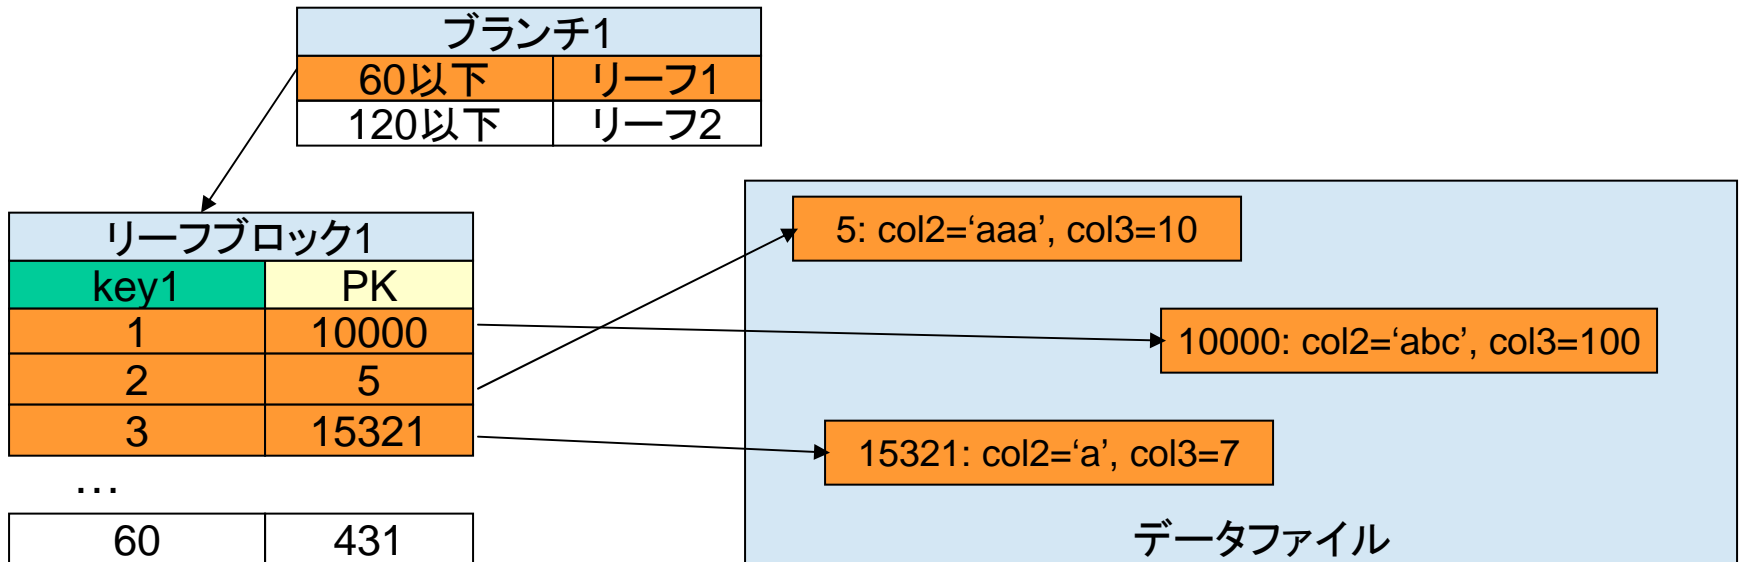 ブランチ1
60以下 リーフ1
120以下 リーフ2
リーフブロック1
key1 PK
1 10000
2 5
3 15321
…
60 431
5: col2=‘aaa’, col3=10
10000: col2=‘abc’, col3=100
15321: col2=‘a’, col3=7
データファイル